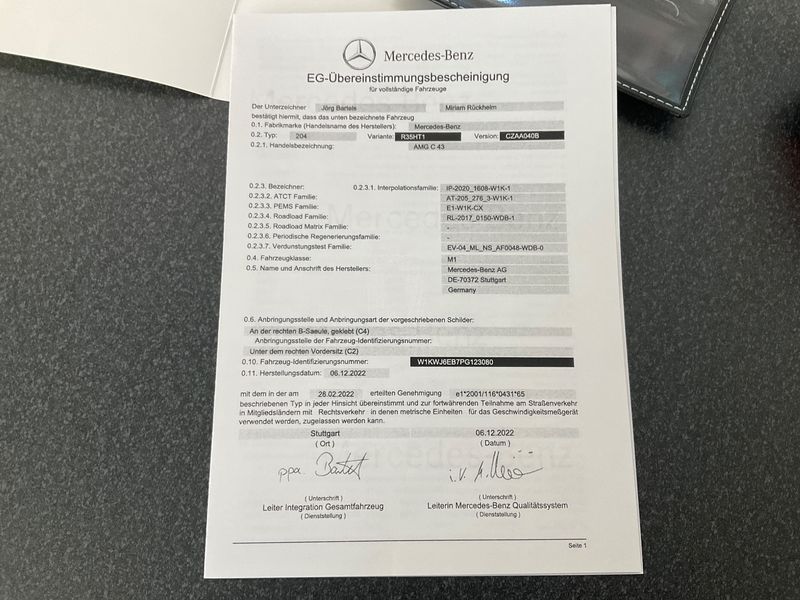 Mercedes-Benz
EG-Übereinstimmungsbescheinigung
für vollständige Fahrzeuge
Der Unterzeichner Jörg Bartels Miriam Rückheim
bestätigt hiermit, dass das unten bezeichnete Fahrzeug
0.1. Fabrikmarke (Handelsname des Herstellers): Mercedes-Benz
0.2. Typ: 204 Variante: R35HT1 Version: CZAA040B
0.2.1. Handelsbezeichnung: AMG C 43
0.2.3. Bezeichner: 0.2.3.1. Interpolationsfamilie: IP-2020_1608-W1K-1
0.2.3.2. ATCT Familie: AT-205_276_3-W1K-1
0.2.3.3. PEMS Familie: E1-W1K-CX
0.2.3.4. Roadload Familie: RL-2017_0150-WDB-1
0.2.3.5. Roadload Matrix Familie: -
0.2.3.6. Periodische Regenerierungsfamilie: -
0.2.3.7. Verdunstungstest Familie: EV-04_ML_NS_AF0048-WDB-0
0.4. Fahrzeugklasse: M1
0.5. Name und Anschrift des Herstellers: Mercedes-Benz AG
DE-70372 Stuttgart
Germany
0.6. Anbringungsstelle und Anbringungsart der vorgeschriebenen Schilder:
An der rechten B-Saeule, geklebt (C4)
Anbringungsstelle der Fahrzeug-Identifizierungsnummer:
Unter dem rechten Vordersitz (C2)
0.10. Fahrzeug-Identifizierungsnummer: W1KWJ6EB7PG123080
0.11. Herstellungsdatum: 06.12.2022
mit dem in der am 28.02.2022 erteilten Genehmigung e1*2001/116*0431*65
beschriebenen Typ in jeder Hinsicht übereinstimmt und zur fortwährenden Teilnahme am Straßenverkehr
in Mitgliedsländern mit Rechtsverkehr in denen metrische Einheiten für das Geschwindigkeitsmeßgerät
verwendet werden, zugelassen werden kann.
Stuttgart 06.12.2022
( Ort ) ( Datum )
ppa. Bartels i.V.
( Unterschrift ) ( Unterschrift )
Leiter Integration Gesamtfahrzeug Leiterin Mercedes-Benz Qualitätssystem
( Dienststellung ) ( Dienststellung )
Seite 1